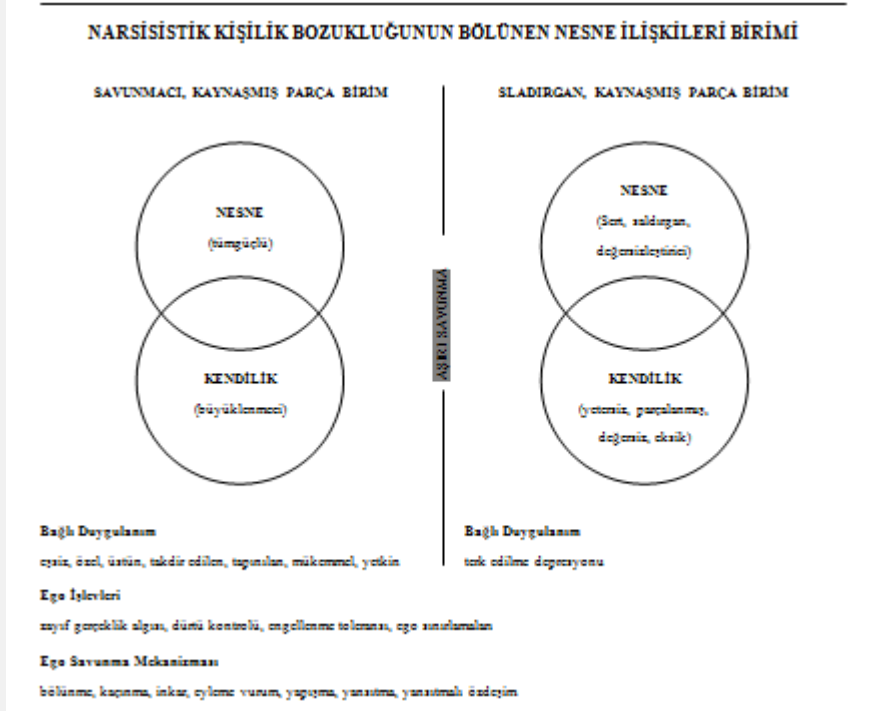 NARSİSİSTİK KİŞİLİK BOZUKLUĞUNUN BÖLÜNEN NESNE İLİŞKİLERİ BİRİMİ
SAVUNMACI, KAYNAŞMIŞ PARÇA BİRİM
SLADIRGAN, KAYNAŞMIŞ PARÇA BİRİM
NESNE
(tümgüçlü)
KENDİLİK
(büyüklenmeci)
AŞIRI SAVUNMA
NESNE
(Sert, saldırgan,
değersizleştirici)
KENDİLİK
(yetersiz, parçalanmış,
değersiz, eksik)
Bağlı Duygulanım
eşsiz, özel, üstün, takdir edilen, tapınılan, mükemmel, yetkin
Bağlı Duygulanım
terk edilme depresyonu
Ego İşlevleri
zayıf gerçeklik algısı, dürtü kontrolü, engellenme toleransı, ego sınırlamaları
Ego Savunma Mekanizması
bölünme, kaçınma, inkar, eyleme vurum, yapışma, yansıtma, yansıtmalı özdeşim